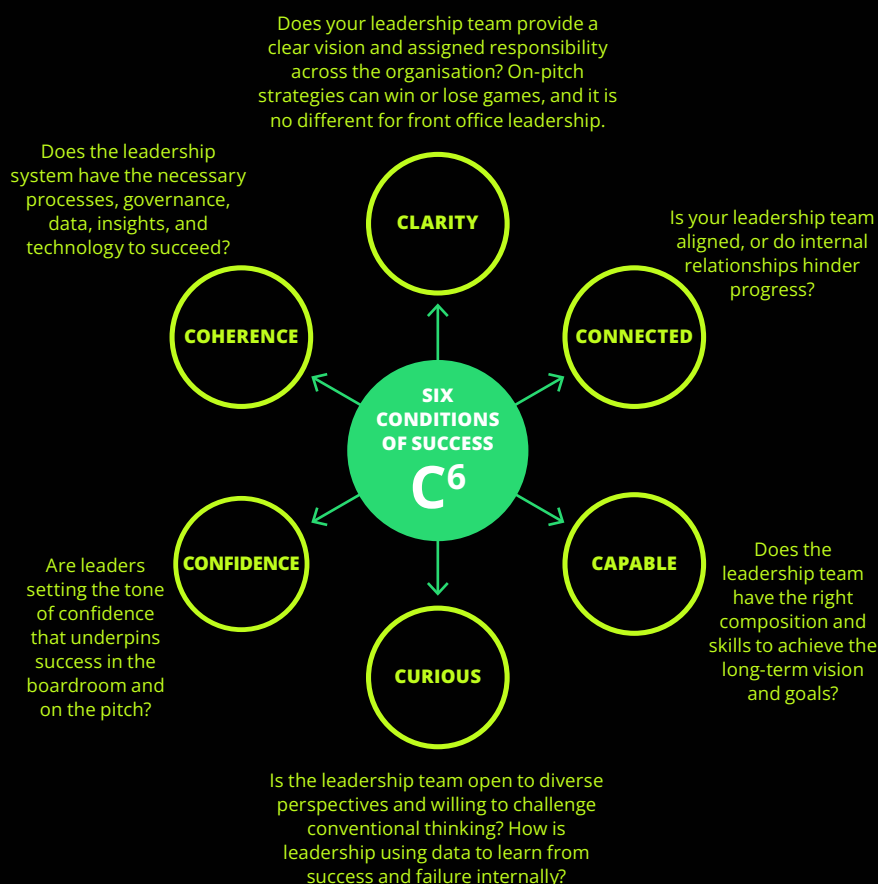 Does your leadership team provide a
clear vision and assigned responsibility
across the organisation? On-pitch
strategies can win or lose games, and it is
no different for front office leadership.
Does the leadership
system have the necessary
processes, governance,
data, insights, and
technology to succeed?
CLARITY
Is your leadership team
aligned, or do internal
relationships hinder
progress?
COHERENCE
CONNECTED
SIX
CONDITIONS
OF SUCCESS
C⁶
Are leaders
setting the tone
of confidence
that underpins
success in the
boardroom and
on the pitch?
CONFIDENCE
CAPABLE
Does the
leadership team
have the right
composition and
skills to achieve the
long-term vision
and goals?
CURIOUS
Is the leadership team open to diverse
perspectives and willing to challenge
conventional thinking? How is
leadership using data to learn from
success and failure internally?